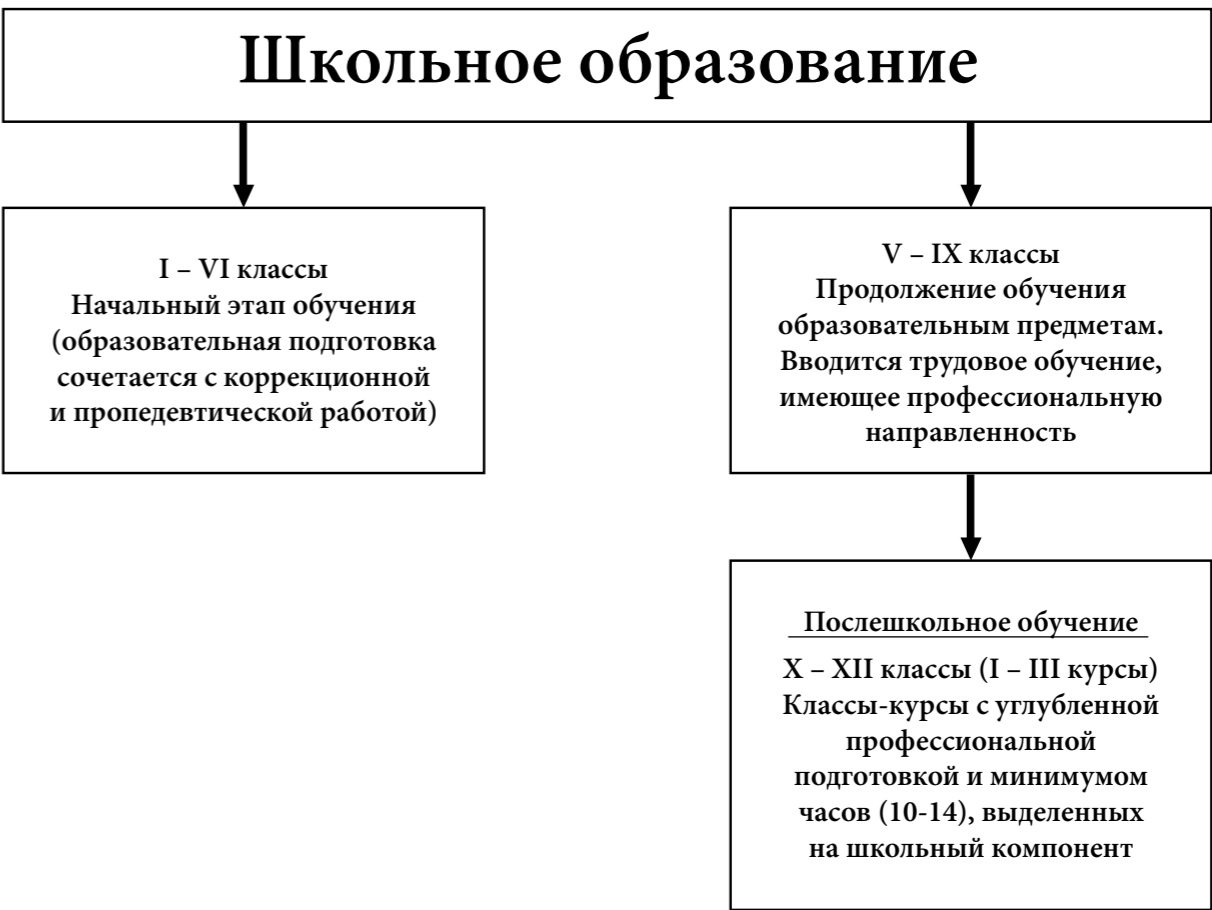 Школьное образование
I – VI классы
Начальный этап обучения
(образовательная подготовка
сочетается с коррекционной
и пропедевтической работой)
V – IX классы
Продолжение обучения
образовательным предметам.
Вводится трудовое обучение,
имеющее профессиональную
направленность
Послешкольное обучение
X – XII классы (I – III курсы)
Классы-курсы с углубленной
профессиональной
подготовкой и минимумом
часов (10-14), выделенных
на школьный компонент